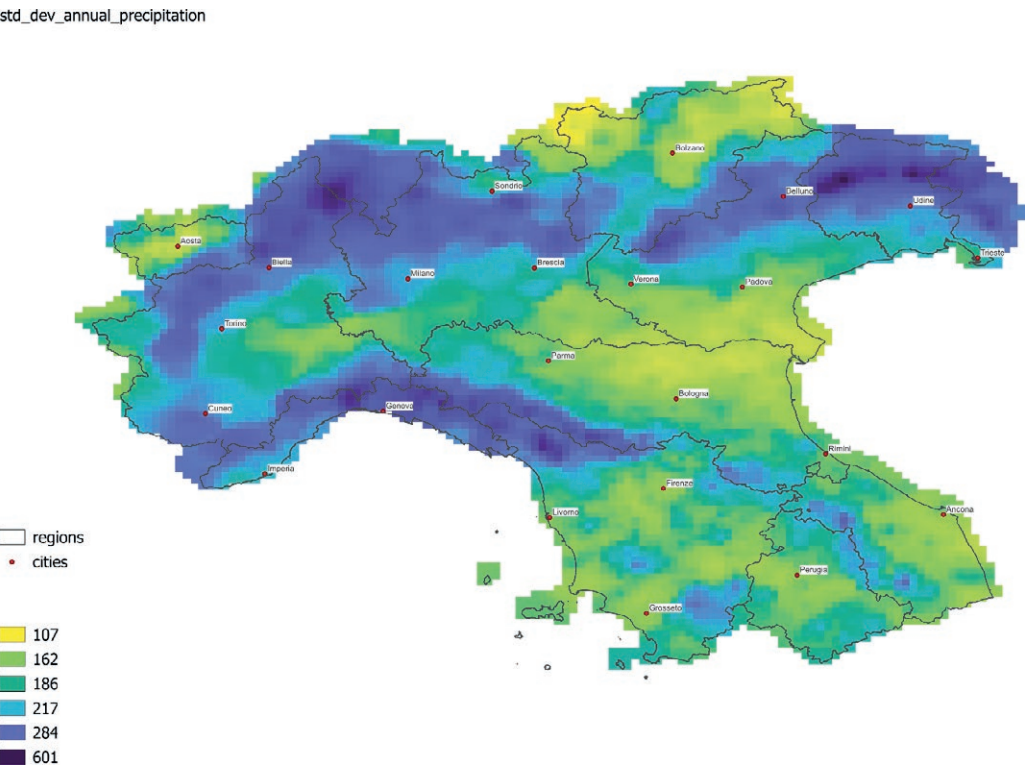 std_dev_annual_precipitation
Bolzano
Sondrio
Belluno
Udine
Aosta
Trieste
Biella
Brescia
Milano
Verona
Padova
Torino
Parma
Bologna
Genova
Cuneo
Rimini
Imperia
Firenze
Livorno
Ancona
regions
cities
Perugia
Grosseto
107
162
186
217
284
601